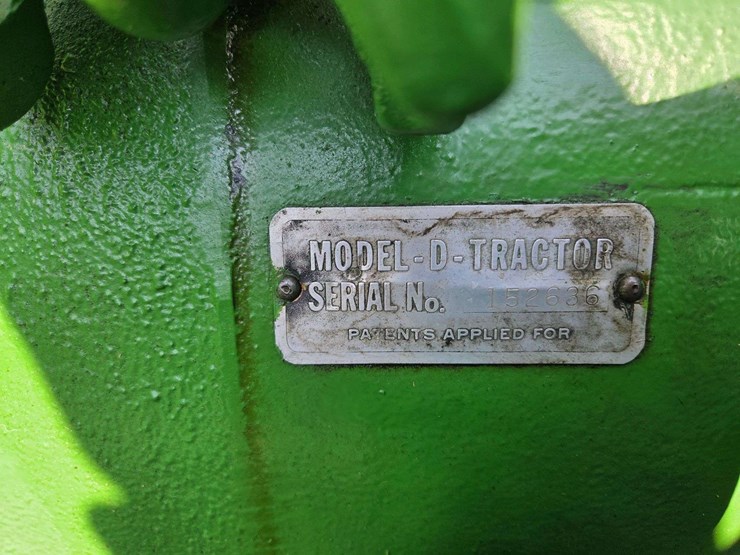 MODEL-D-TRACTOR
SERIAL No. 152636
PATENTS APPLIED FOR